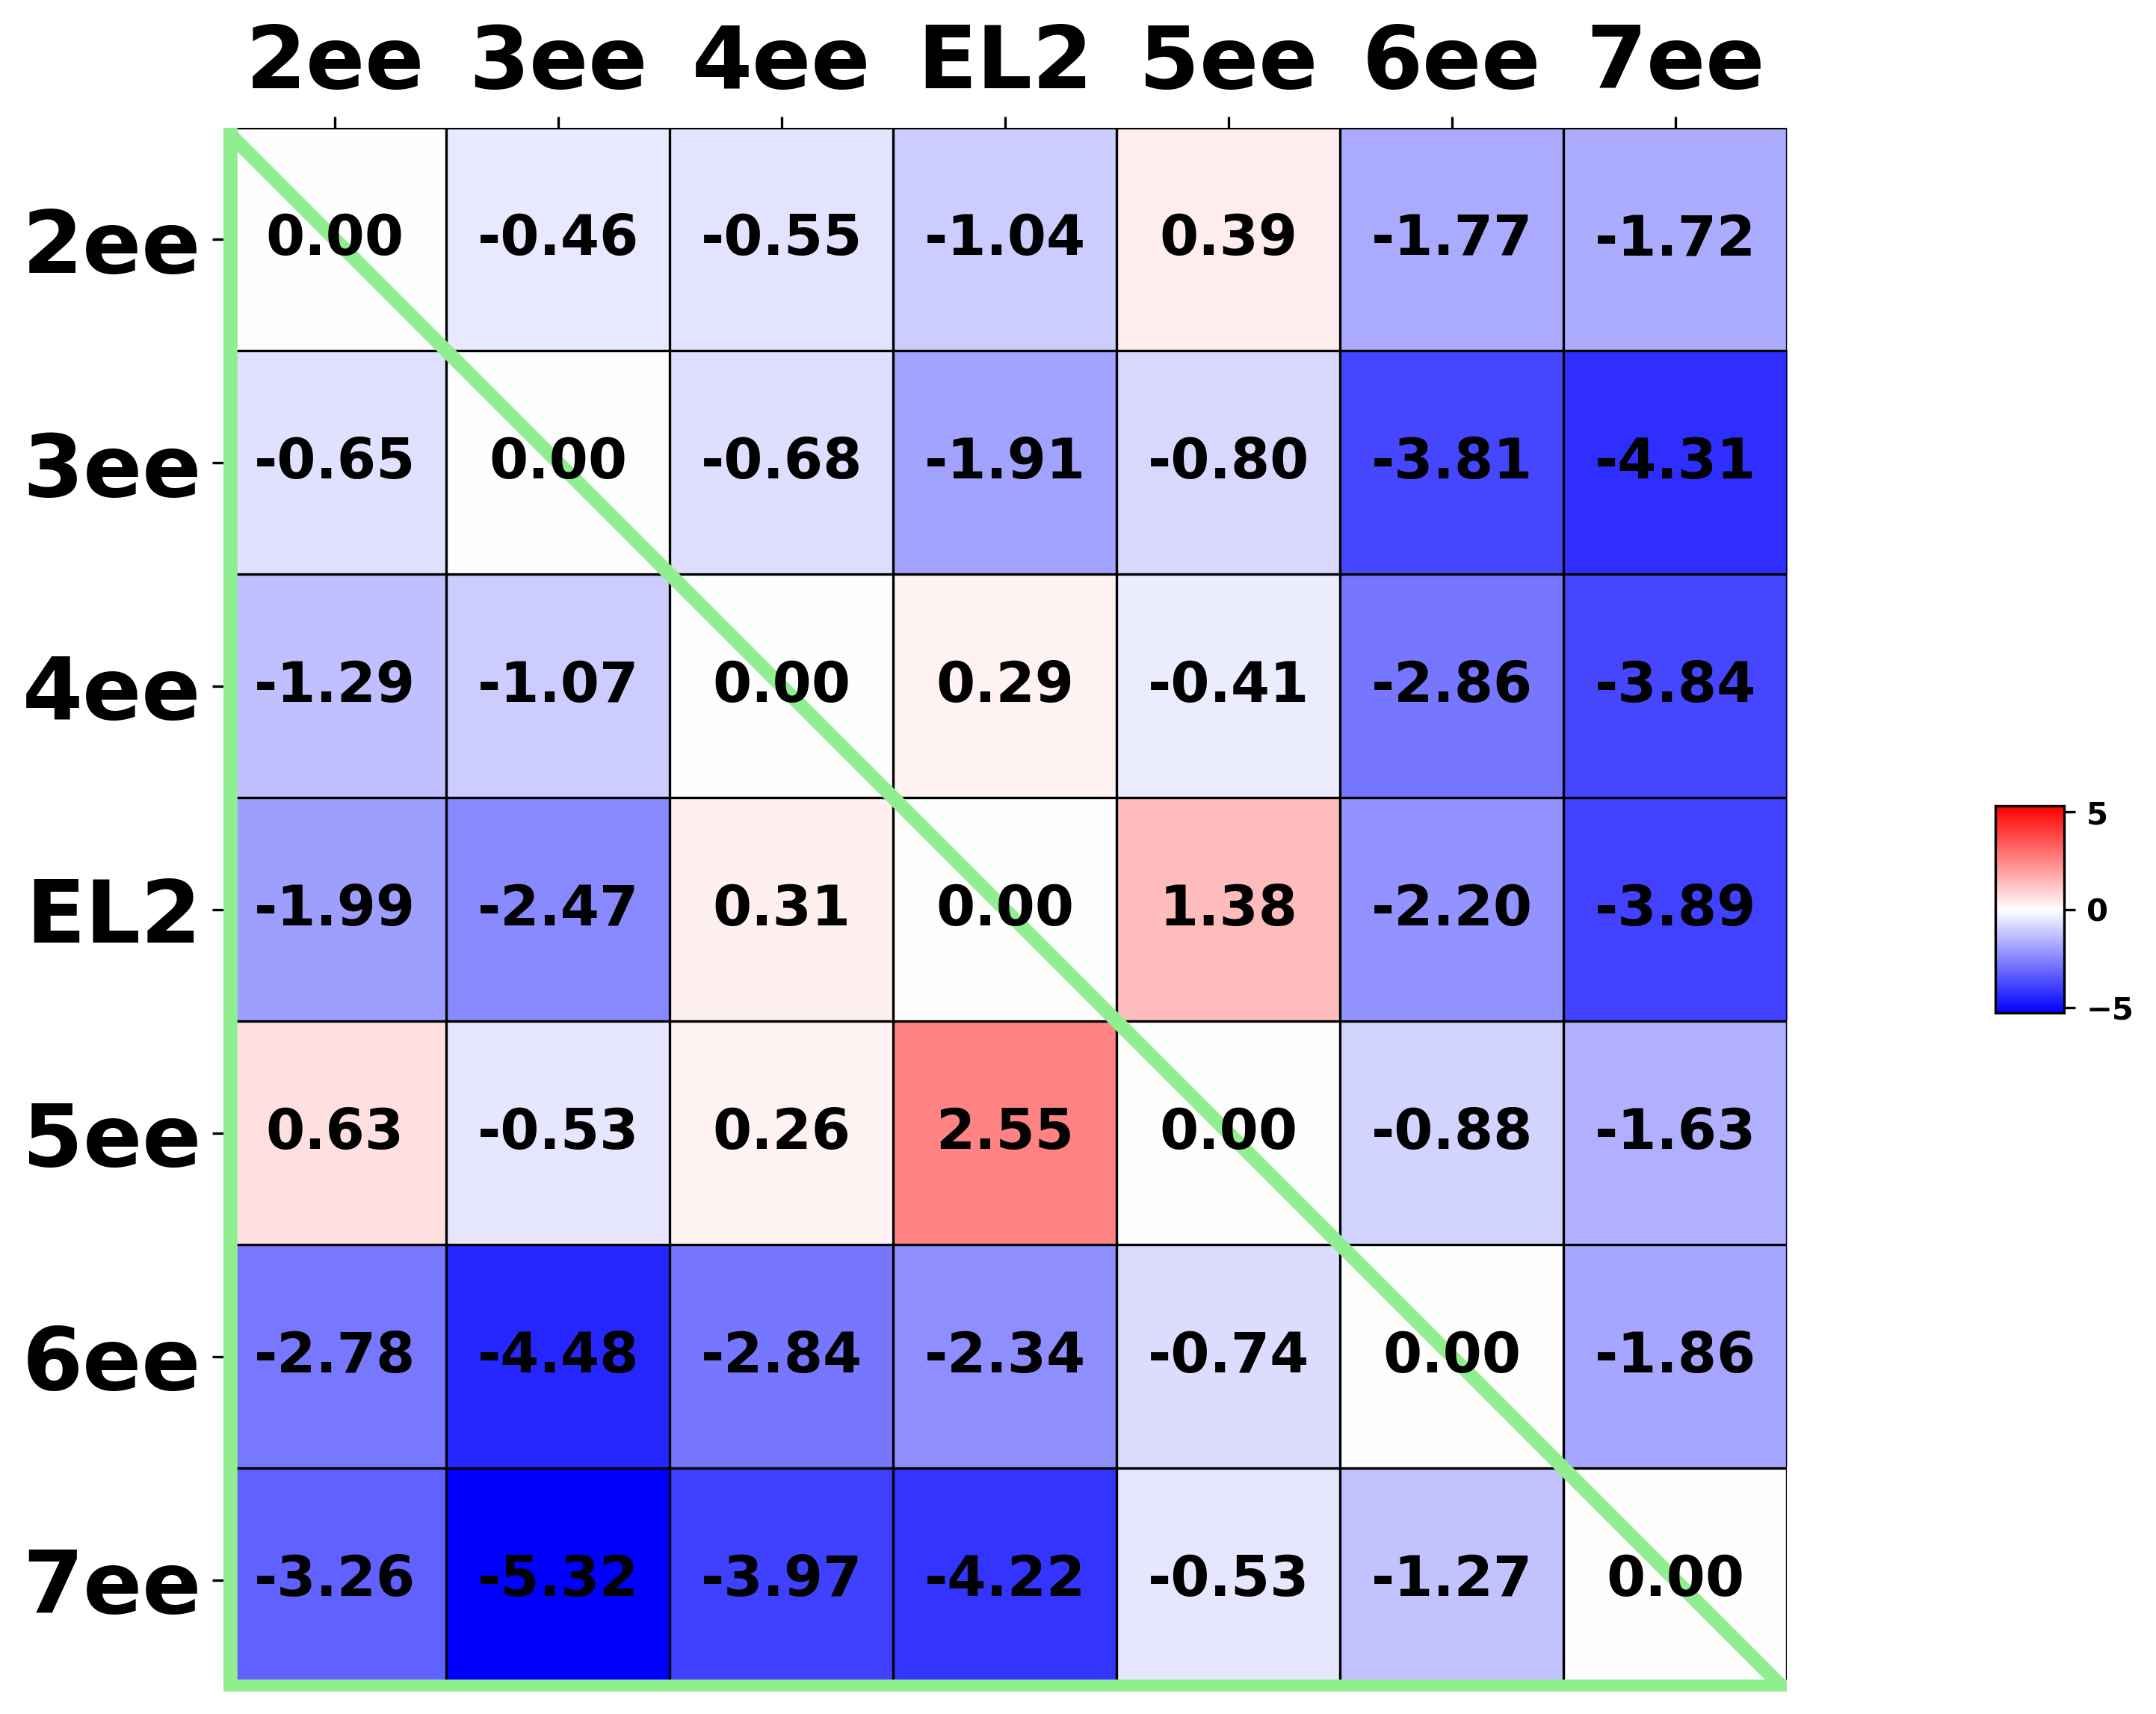 2ee 3ee 4ee EL2 5ee 6ee 7ee
2ee 0.00 -0.46 -0.55 -1.04 0.39 -1.77 -1.72
3ee -0.65 0.00 -0.68 -1.91 -0.80 -3.81 -4.31
4ee -1.29 -1.07 0.00 0.29 -0.41 -2.86 -3.84
5
EL2 -1.99 -2.47 0.31 0.00 1.38 -2.20 -3.89 0
−5
5ee 0.63 -0.53 0.26 2.55 0.00 -0.88 -1.63
6ee -2.78 -4.48 -2.84 -2.34 -0.74 0.00 -1.86
7ee -3.26 -5.32 -3.97 -4.22 -0.53 -1.27 0.00